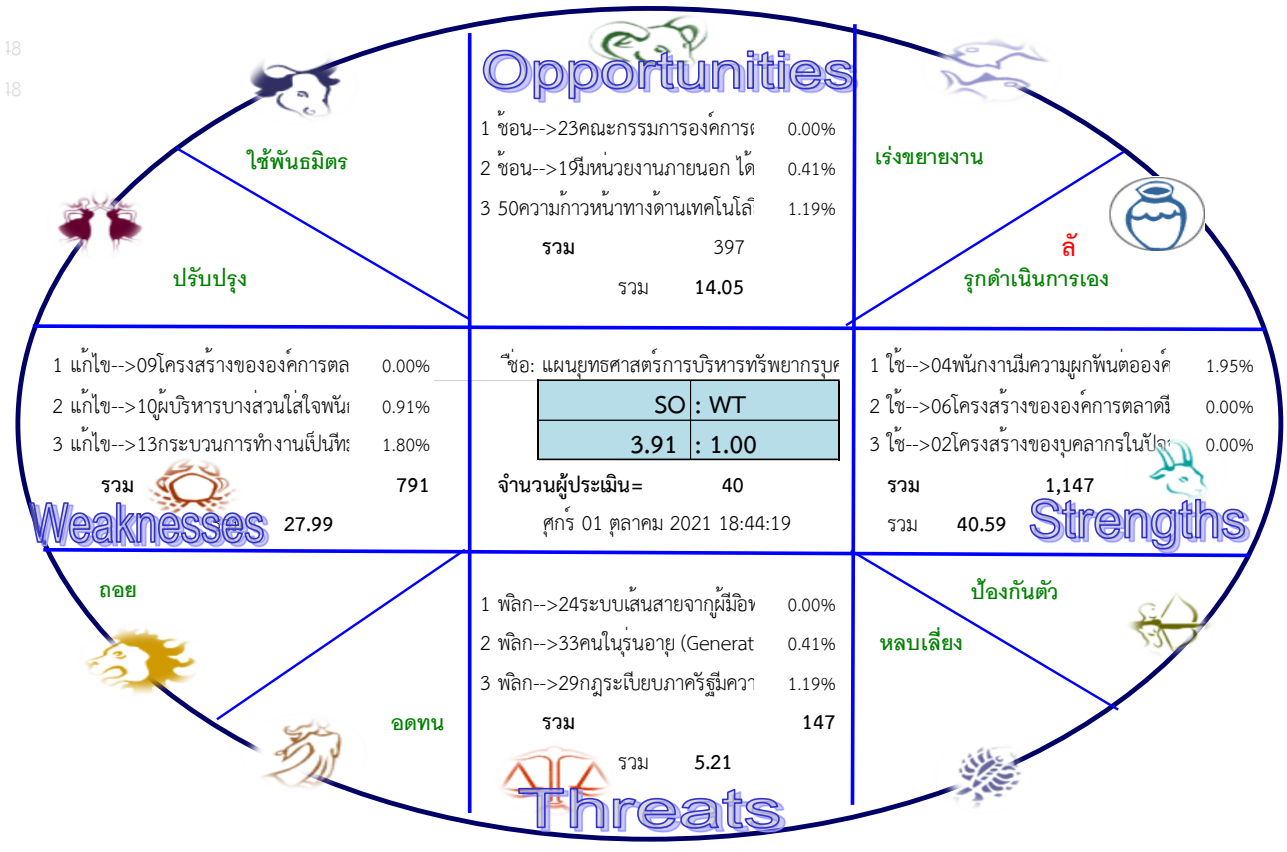 48
48
Opportunities
1 ช้อน-->23คณะกรรมการองค์การต 0.00%
2 ช้อน-->19มีหน่วยงานภายนอก ได้ 0.41%
3 50ความก้าวหน้าทางด้านเทคโนโลยี 1.19%
รวม 397
รวม 14.05
ใช้พันธมิตร
ปรับปรุง
เร่งขยายงาน
ลั
รุกดำเนินการเอง
1 แก้ไข-->09โครงสร้างขององค์การตล 0.00%
2 แก้ไข-->10ผู้บริหารบางส่วนใส่ใจพนัก 0.91%
3 แก้ไข-->13กระบวนการทำงานเป็นทีม 1.80%
รวม 791
Weaknesses 27.99
ชื่อ: แผนยุทธศาสตร์การบริหารทรัพยากรบุค
SO : WT
3.91 : 1.00
จำนวนผู้ประเมิน= 40
ศุกร์ 01 ตุลาคม 2021 18:44:19
1 ใช้-->04พนักงานมีความผูกพันต่อองค์ 1.95%
2 ใช้-->06โครงสร้างขององค์การตลาดมี 0.00%
3 ใช้-->02โครงสร้างของบุคลากรในปัจจุ 0.00%
รวม 1,147
รวม 40.59 Strengths
ถอย
อดทน
1 พลิก-->24ระบบเส้นสายจากผู้มีอิท 0.00%
2 พลิก-->33คนในรุ่นอายุ (Generat 0.41%
3 พลิก-->29กฎระเบียบภาครัฐมีควา 1.19%
รวม 147
รวม 5.21
Threats
ป้องกันตัว
หลบเลี่ยง